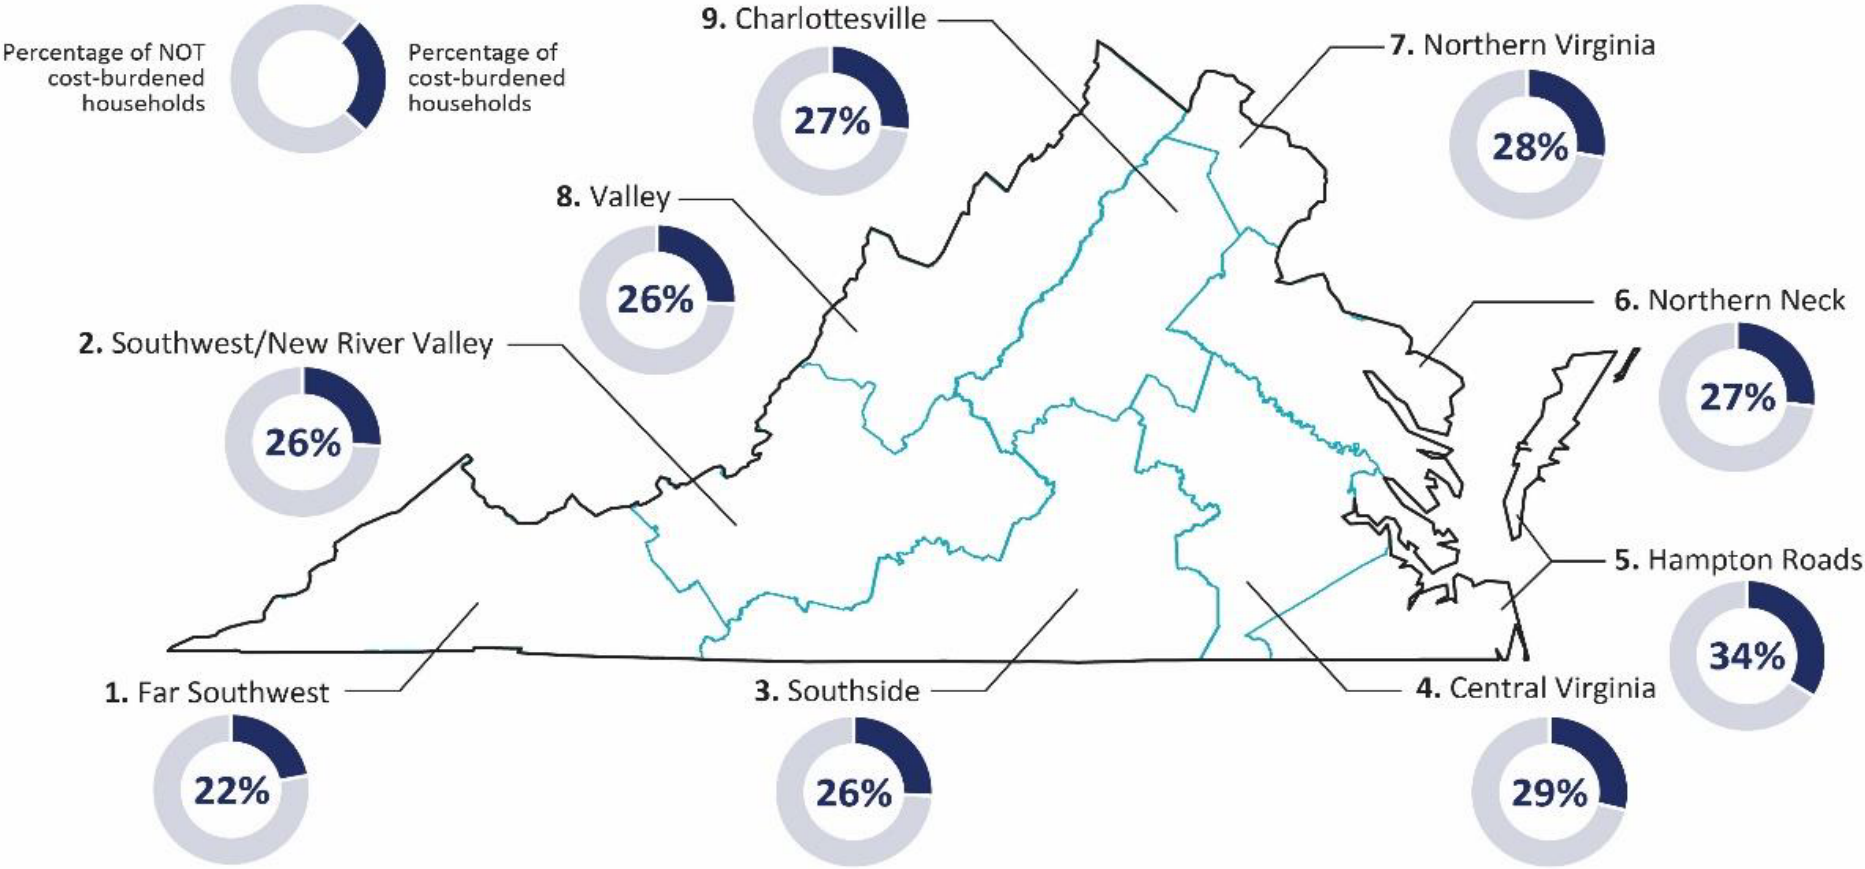 Percentage of NOT
cost-burdened
households
Percentage of
cost-burdened
households
9. Charlottesville
27%
7. Northern Virginia
28%
8. Valley
26%
6. Northern Neck
27%
2. Southwest/New River Valley
26%
5. Hampton Roads
34%
1. Far Southwest
22%
3. Southside
26%
4. Central Virginia
29%